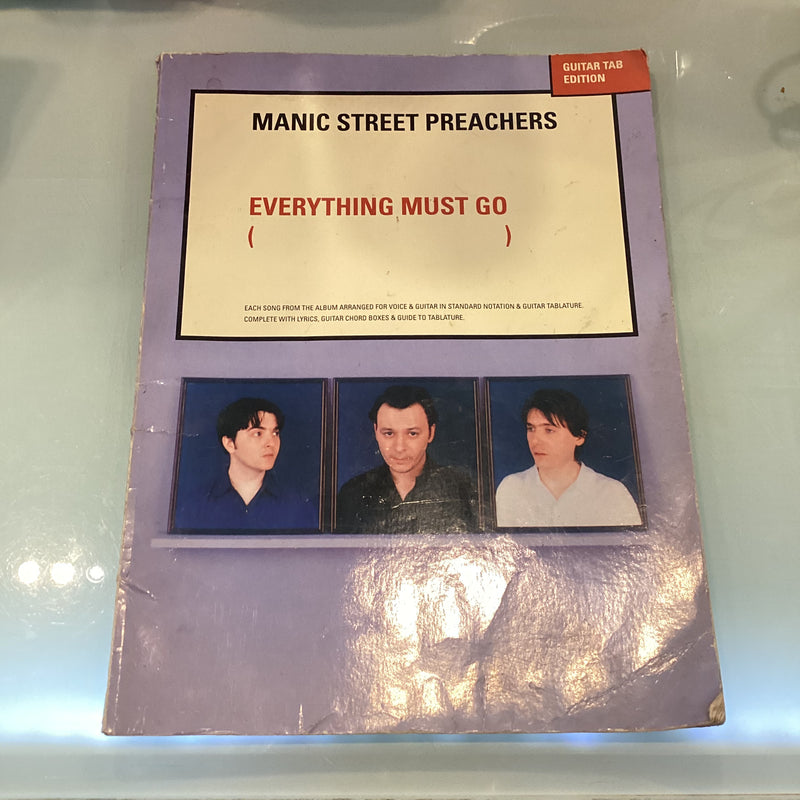 GUITAR TAB
EDITION
MANIC STREET PREACHERS
EVERYTHING MUST GO
( )
EACH SONG FROM THE ALBUM ARRANGED FOR VOICE & GUITAR IN STANDARD NOTATION & GUITAR TABLATURE.
COMPLETE WITH LYRICS, GUITAR CHORD BOXES & GUIDE TO TABLATURE.